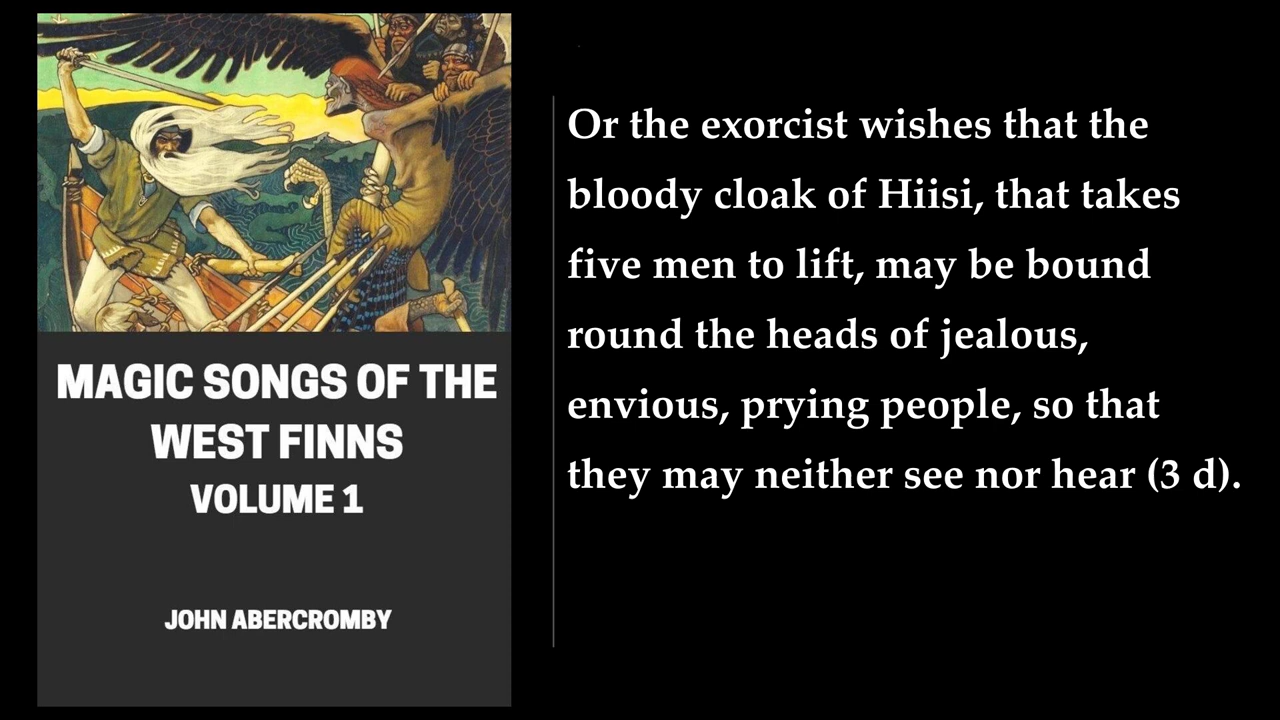 MAGIC SONGS OF THE
WEST FINNS
VOLUME 1
JOHN ABERCROMBY
Or the exorcist wishes that the
bloody cloak of Hiisi, that takes
five men to lift, may be bound
round the heads of jealous,
envious, prying people, so that
they may neither see nor hear (3 d).